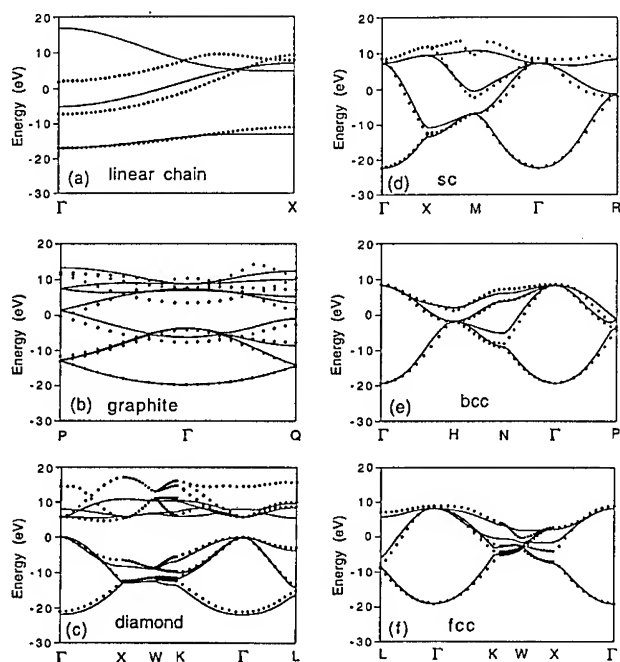 20
10
0
-10
-20
-30
Energy (eV)
(a) linear chain
Γ X
20
10
0
-10
-20
-30
Energy (eV)
(d) sc
Γ X M Γ R
20
10
0
-10
-20
-30
Energy (eV)
(b) graphite
P Γ Q
20
10
0
-10
-20
-30
Energy (eV)
(e) bcc
Γ H N Γ P
20
10
0
-10
-20
-30
Energy (eV)
(c) diamond
Γ X W K Γ L
20
10
0
-10
-20
-30
Energy (eV)
(f) fcc
L Γ K W X Γ